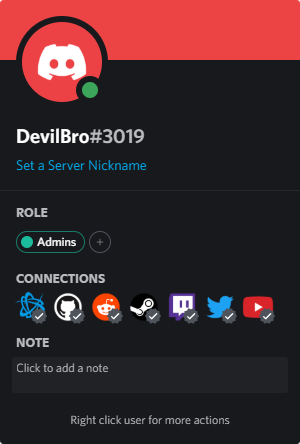 DevilBro#3019
Set a Server Nickname
ROLE
Admins +
CONNECTIONS
NOTE
Click to add a note
Right click user for more actions